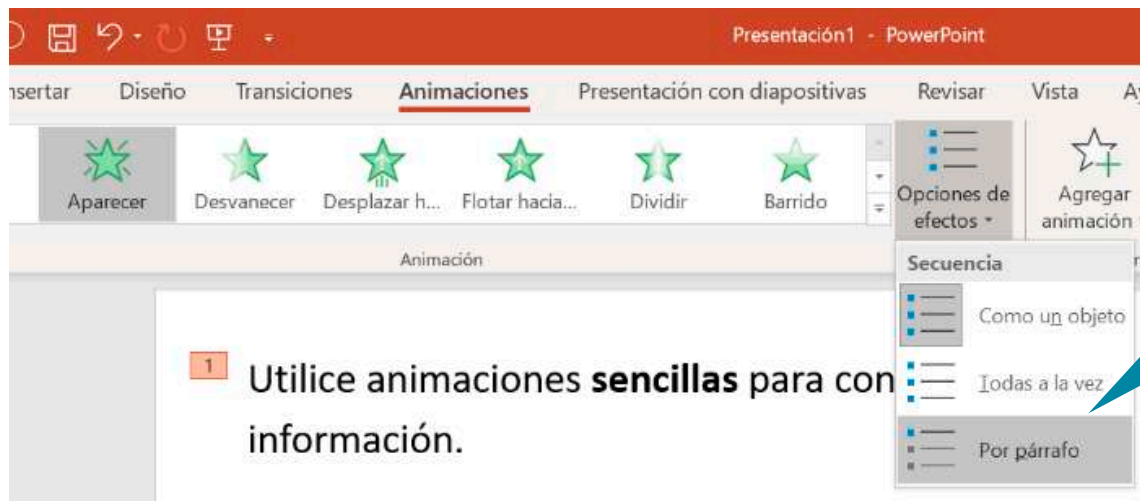 Presentación1 - PowerPoint
nsertar Diseño Transiciones Animaciones Presentación con diapositivas Revisar Vista Ay
Aparecer Desvanecer Desplazar h... Flotar hacia... Dividir Barrido Opciones de efectos Agregar animación
Animación
Secuencia
Como un objeto
Todas a la vez
Por párrafo
1
Utilice animaciones sencillas para con
información.